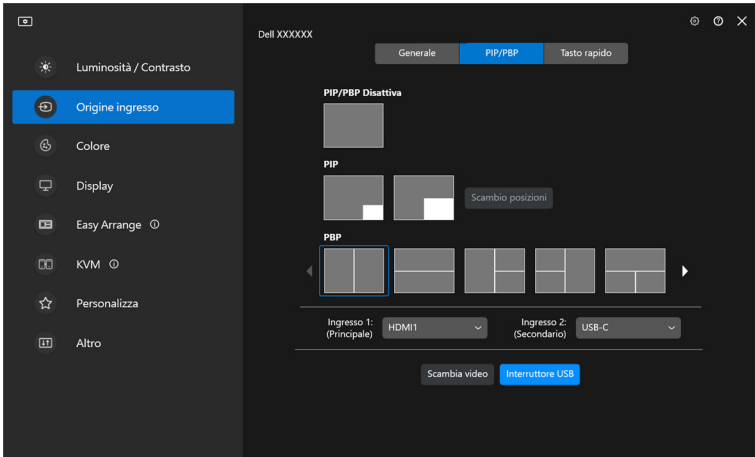 Dell XXXXXX
Generale
PIP/PBP
Tasto rapido
Luminosità / Contrasto
Origine ingresso
Colore
Display
Easy Arrange
KVM
Personalizza
Altro
PIP/PBP Disattiva
PIP
Scambio posizioni
PBP
Ingresso 1:
(Principale)
HDMI1
Ingresso 2:
(Secondario)
USB-C
Scambia video
Interruttore USB